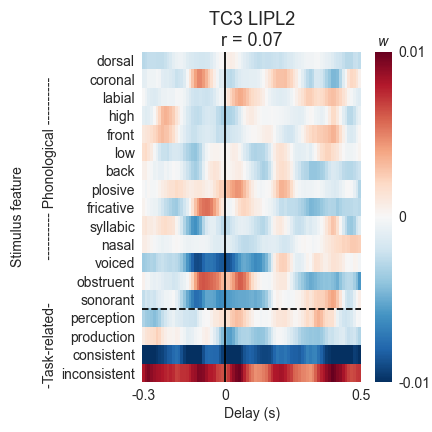 TC3 LIPL2
r = 0.07
w
Stimulus feature
---------- Phonological ----------
-Task-related-
dorsal
coronal
labial
high
front
low
back
plosive
fricative
syllabic
nasal
voiced
obstruent
sonorant
perception
production
consistent
inconsistent
0.01
0
-0.01
-0.3
0
0.5
Delay (s)